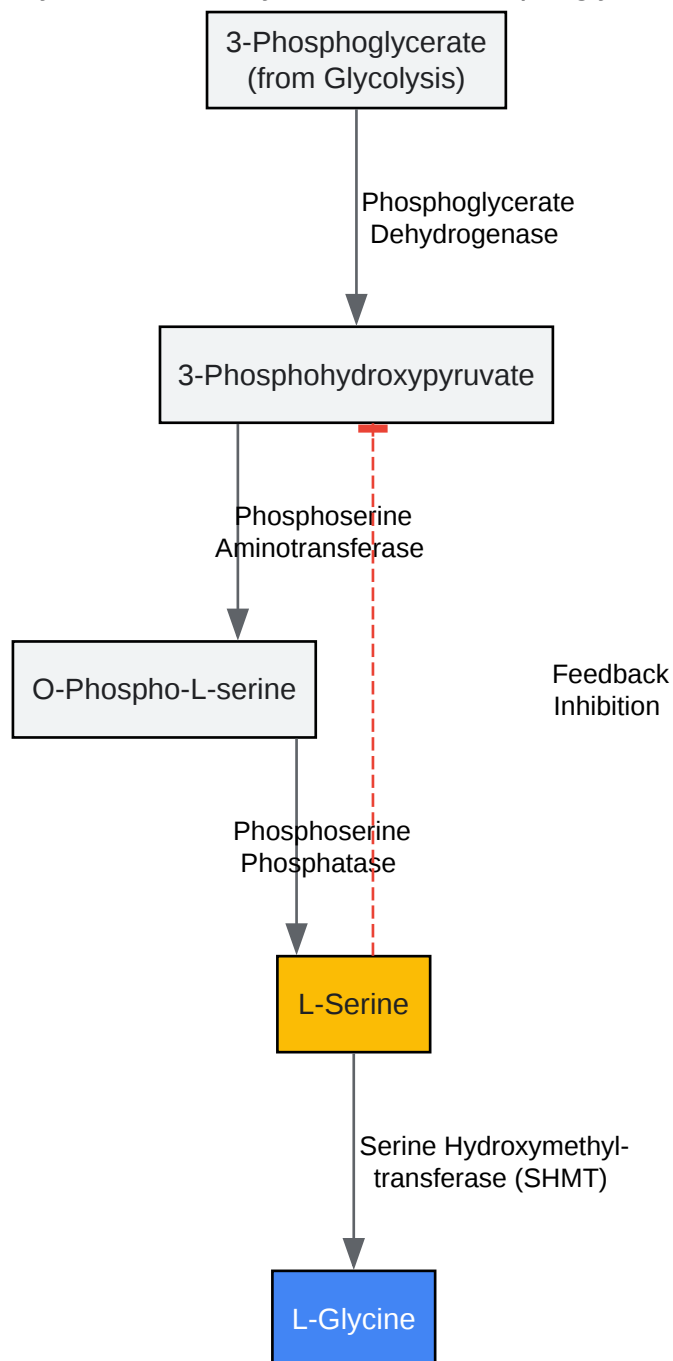 3-Phosphoglycerate
(from Glycolysis)
Phosphoglycerate
Dehydrogenase
3-Phosphohydroxypyruvate
Phosphoserine
Aminotransferase
O-Phospho-L-serine
Feedback
Inhibition
Phosphoserine
Phosphatase
L-Serine
Serine Hydroxymethyl-
transferase (SHMT)
L-Glycine